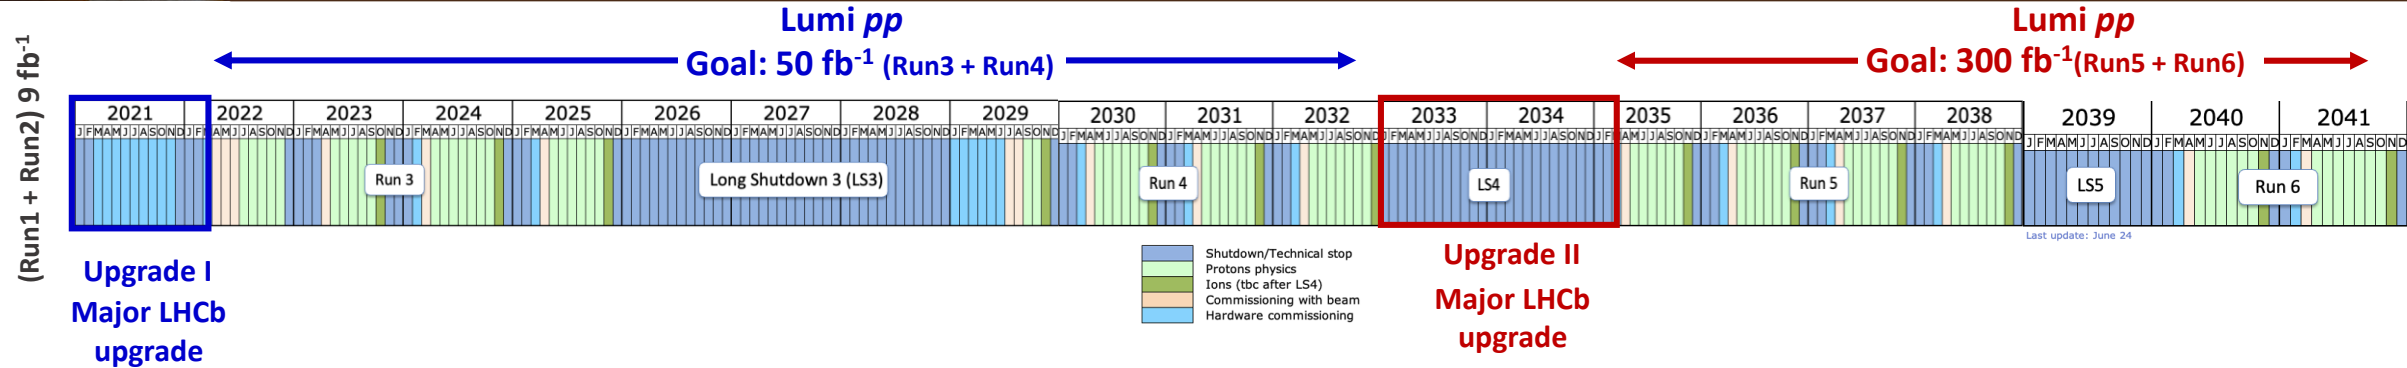 (Run1 + Run2) 9 fb-1
Lumi pp
Goal: 50 fb-1 (Run3 + Run4)
Lumi pp
Goal: 300 fb-1(Run5 + Run6)
2021 2022 2023 2024 2025 2026 2027 2028 2029 2030 2031 2032 2033 2034 2035 2036 2037 2038 2039 2040 2041
J F M A M J J A S O N D J F A M J J A S O N D J F M A M J J A S O N D J F M A M J J A S O N D J F M A M J J A S O N D J F M A M J J A S O N D J F M A M J J A S O N D J F M A M J J A S O N D J F M A M J J A S O N D J F M A M J J A S O N D J F M A M J J A S O N D J F M A M J J A S O N D J F M A M J J A S O N D J F M A M J J A S O N D J F A M J J A S O N D J F M A M J J A S O N D J F M A M J J A S O N D J F M A M J J A S O N D J F M A M J J A S O N D J F M A M J J A S O N D J F M A M J J A S O N D
Run 3 Long Shutdown 3 (LS3) Run 4 LS4 Run 5 LS5 Run 6
Last update: June 24
Upgrade I
Major LHCb
upgrade
Shutdown/Technical stop
Protons physics
Ions (tbc after LS4)
Commissioning with beam
Hardware commissioning
Upgrade II
Major LHCb
upgrade